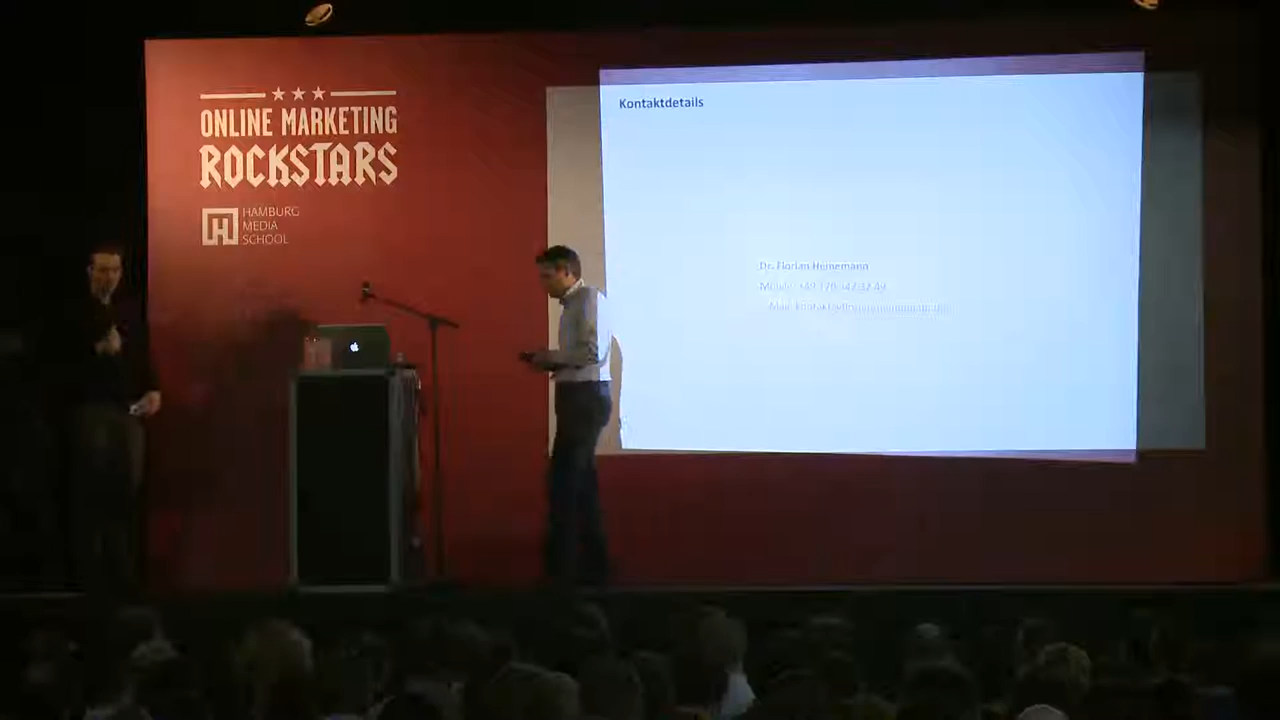 ONLINE MARKETING
ROCKSTARS
HAMBURG
MEDIA
SCHOOL
Kontaktdetails
Dr. Florian Heinemann